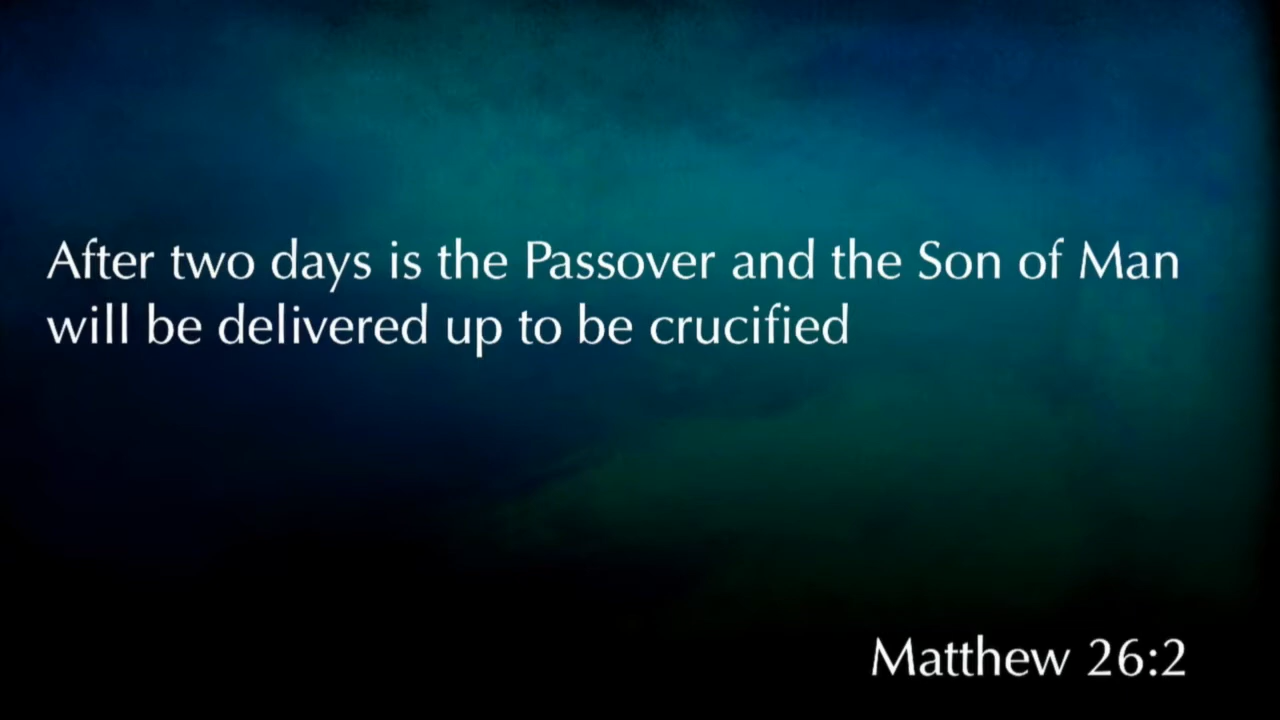 After two days is the Passover and the Son of Man
will be delivered up to be crucified
Matthew 26:2